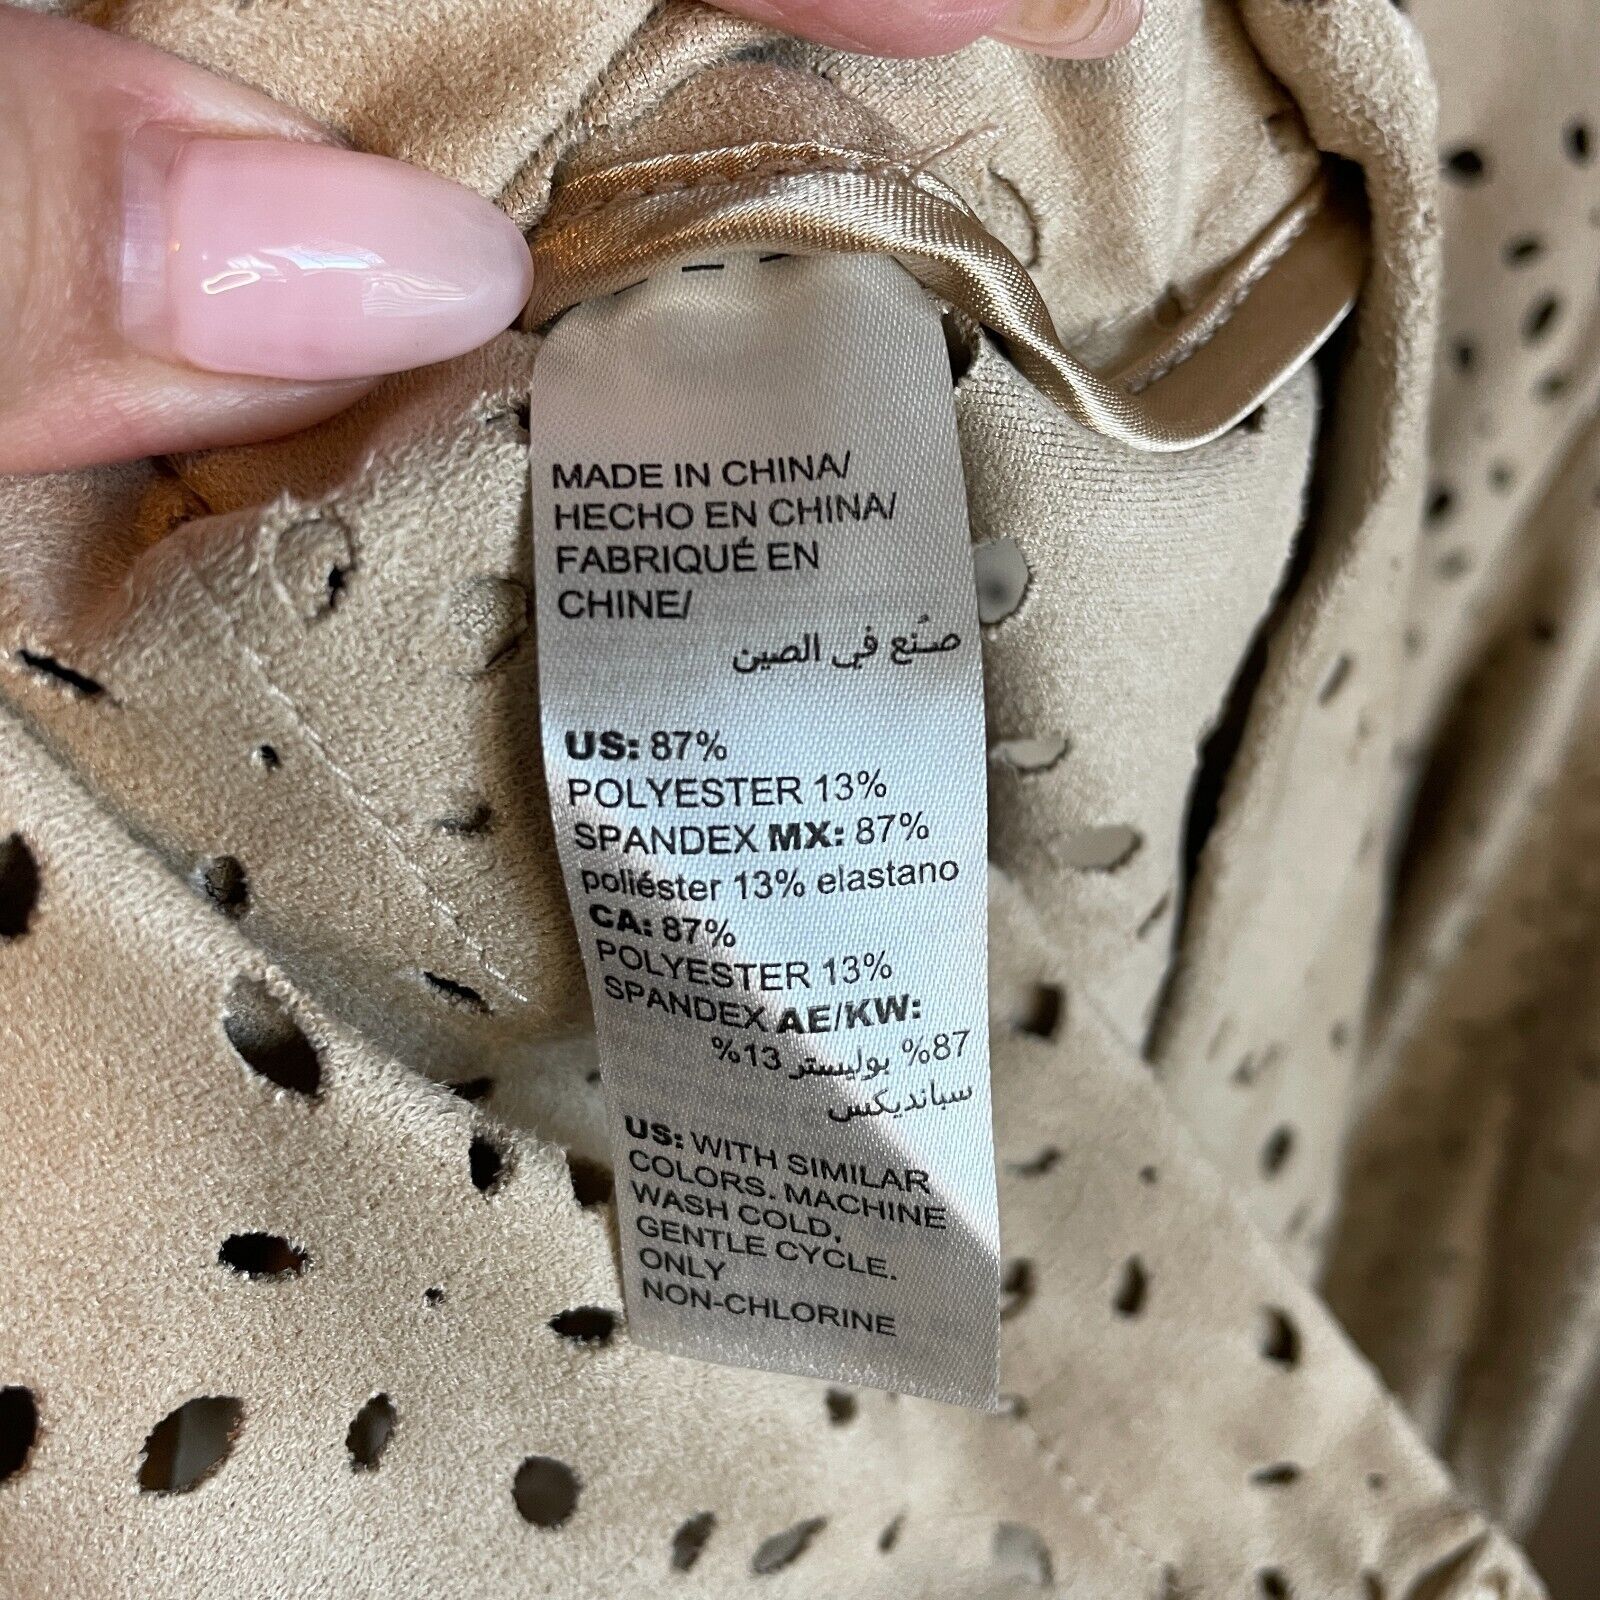 MADE IN CHINA/
HECHO EN CHINA/
FABRIQUÉ EN
CHINE/
صُنع في الصين
US: 87%
POLYESTER 13%
SPANDEX MX: 87%
poliéster 13% elastano
CA: 87%
POLYESTER 13%
SPANDEX AE/KW:
87% بوليستر 13%
سبانديكس
US: WITH SIMILAR
COLORS. MACHINE
WASH COLD,
GENTLE CYCLE.
ONLY
NON-CHLORINE